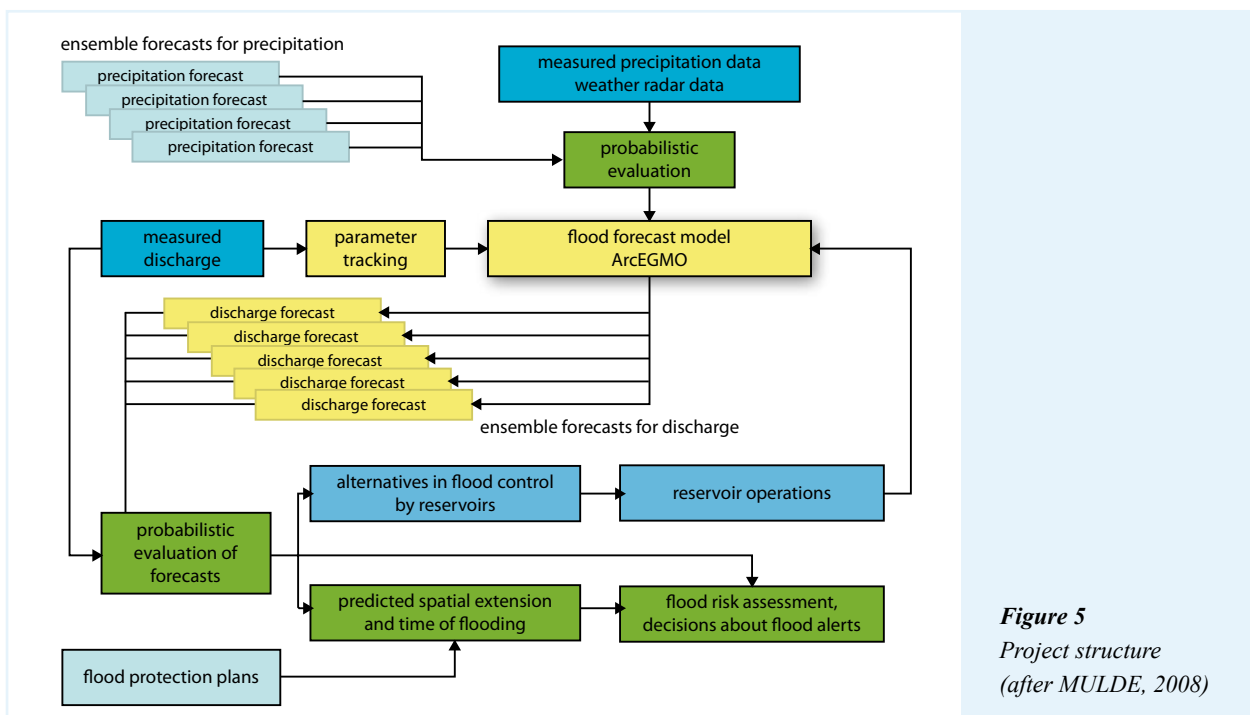 ensemble forecasts for precipitation
precipitation forecast
precipitation forecast
precipitation forecast
precipitation forecast
measured precipitation data
weather radar data
probabilistic
evaluation
measured
discharge
parameter
tracking
flood forecast model
ArcEGMO
discharge forecast
discharge forecast
discharge forecast
discharge forecast
discharge forecast
ensemble forecasts for discharge
alternatives in flood control
by reservoirs
reservoir operations
probabilistic
evaluation of
forecasts
predicted spatial extension
and time of flooding
flood risk assessment,
decisions about flood alerts
flood protection plans
Figure 5
Project structure
(after MULDE, 2008)